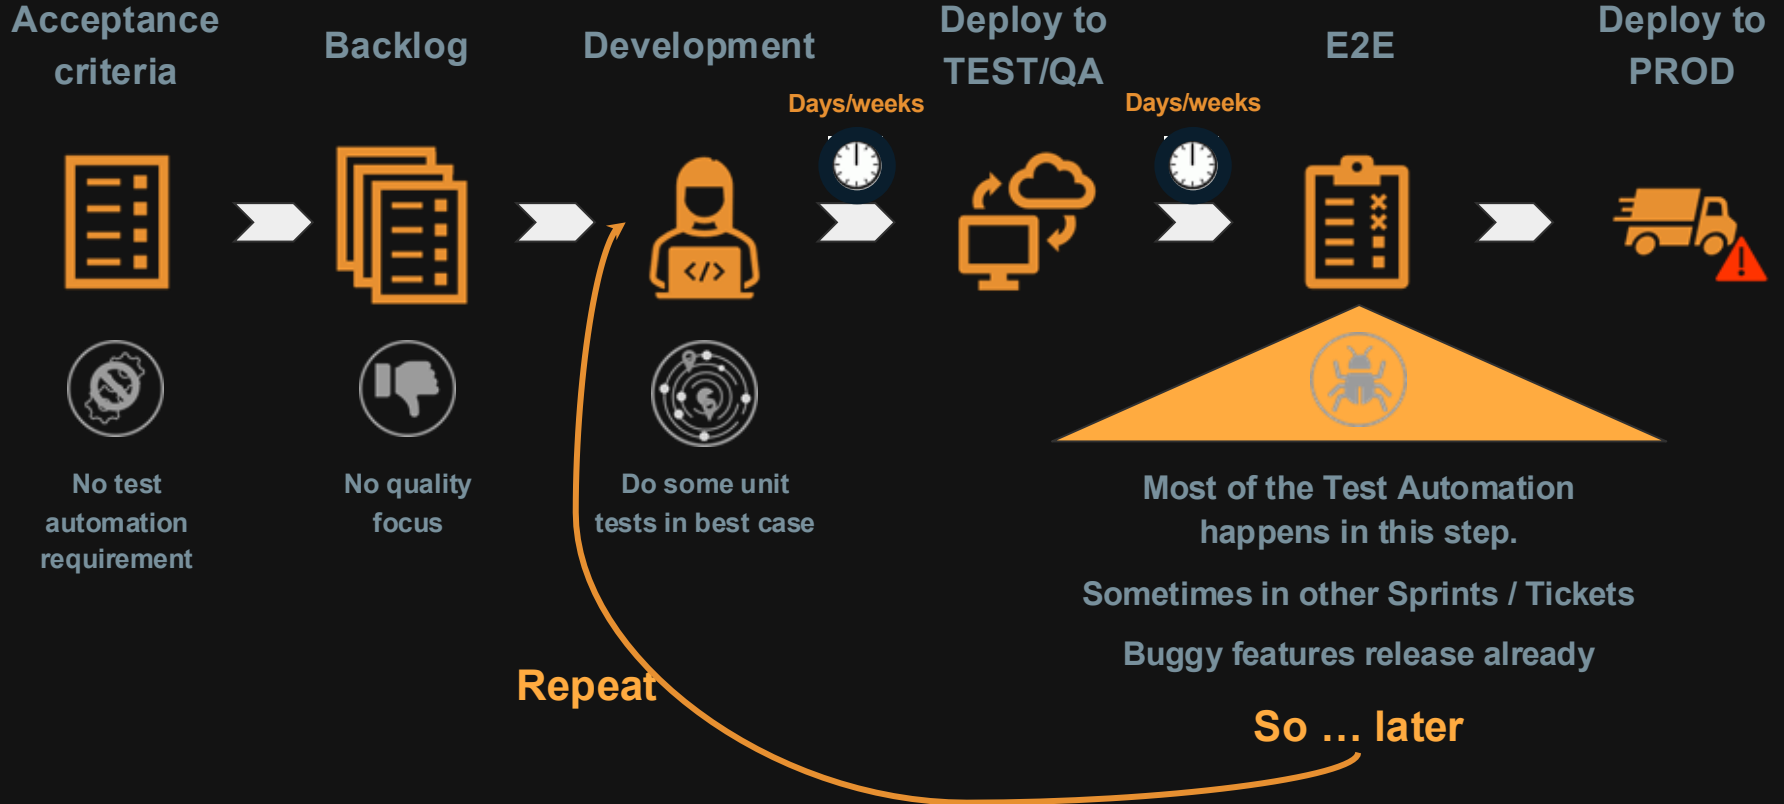 Acceptance
criteria
Backlog
Development
Deploy to
TEST/QA
E2E
Deploy to
PROD
Days/weeks
Days/weeks
</>
No test
automation
requirement
No quality
focus
Do some unit
tests in best case
Most of the Test Automation
happens in this step.
Sometimes in other Sprints / Tickets
Buggy features release already
Repeat
So … later